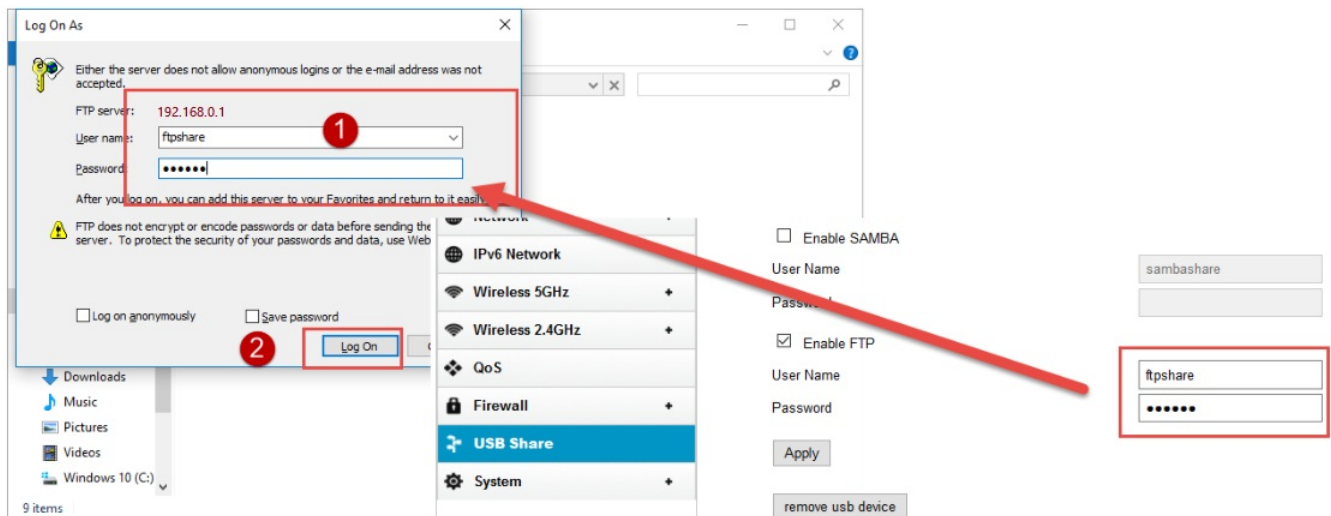 Log On As
Either the server does not allow anonymous logins or the e-mail address was not
accepted.
FTP server: 192.168.0.1
User name: ftpshare
1
Password: ••••••
After you log on, you can add this server to your Favorites and return to it easily.
FTP does not encrypt or encode passwords or data before sending the
server. To protect the security of your passwords and data, use Web
Log on anonymously
Save password
2
Log On
Downloads
Music
Pictures
Videos
Windows 10 (C:)
9 items
Network
IPv6 Network
Wireless 5GHz
Wireless 2.4GHz
QoS
Firewall
USB Share
System
Enable SAMBA
User Name sambashare
Password
Enable FTP
User Name ftpshare
Password ••••••
Apply
remove usb device